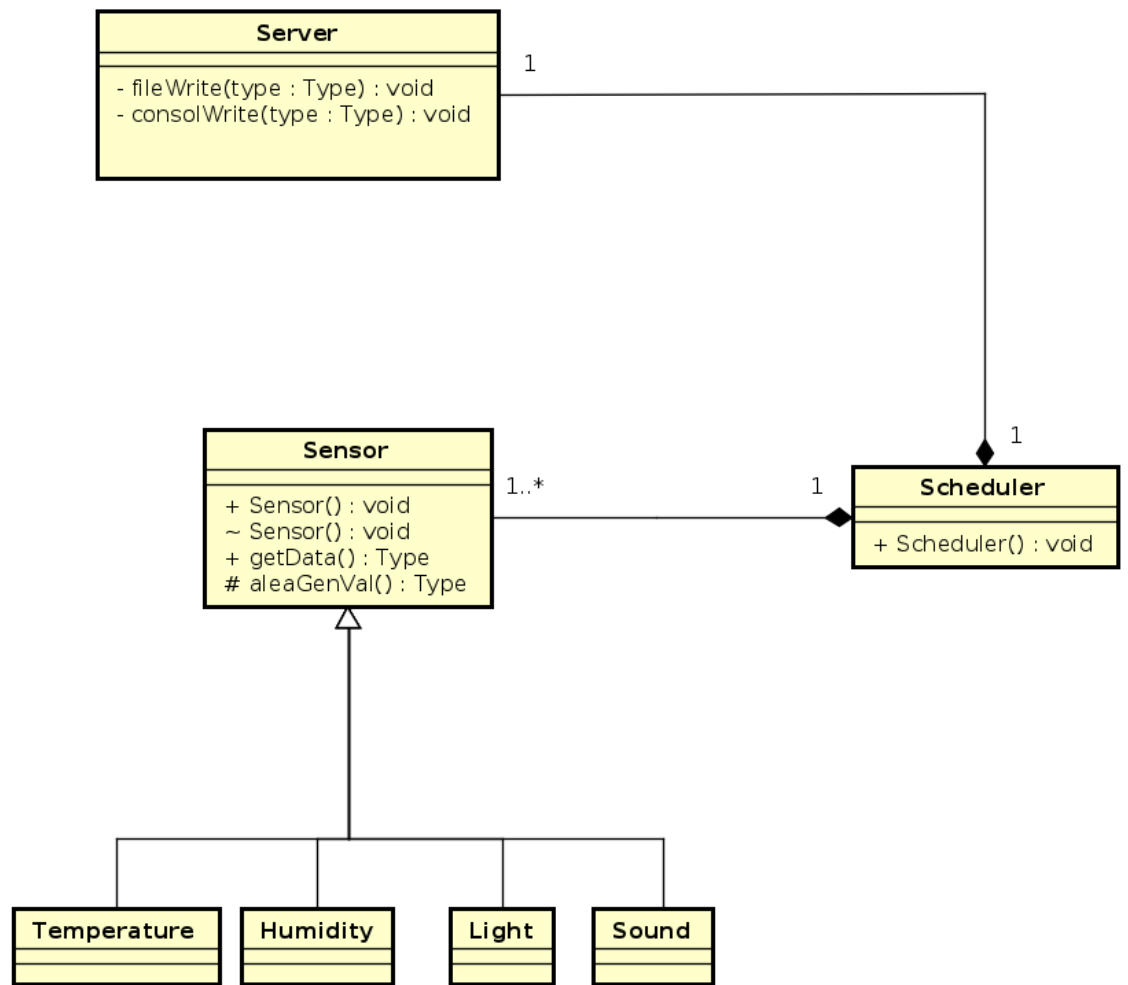 Server
- fileWrite(type : Type) : void
- consolWrite(type : Type) : void
1
1
Sensor
+ Sensor() : void
~ Sensor() : void
+ getData() : Type
# aleaGenVal() : Type
1..*
1
Scheduler
+ Scheduler() : void
Temperature
Humidity
Light
Sound